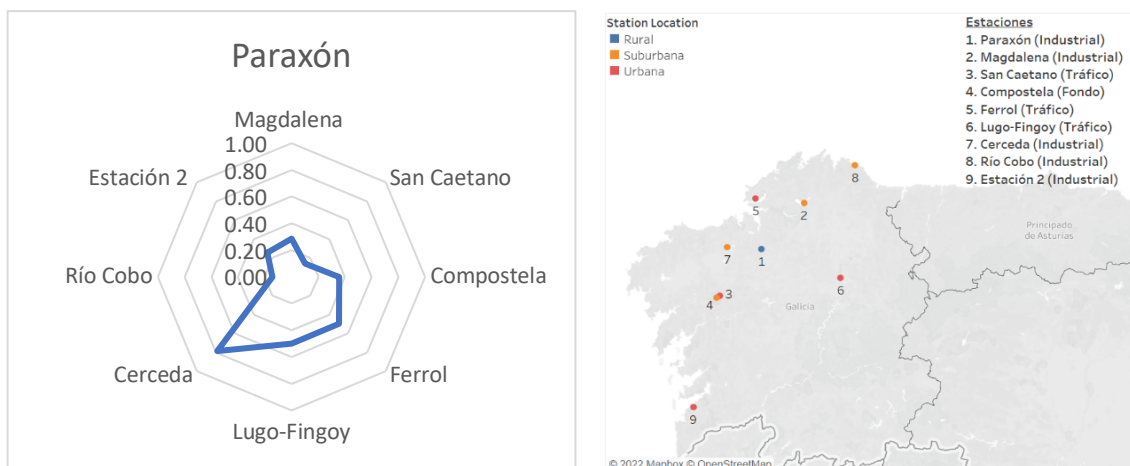 Paraxón
Magdalena
1.00
0.80
0.60
0.40
0.20
0.00
San Caetano
Compostela
Ferrol
Lugo-Fingoy
Cerceda
Río Cobo
Estación 2
Station Location
Rural
Suburbana
Urbana
Estaciones
1. Paraxón (Industrial)
2. Magdalena (Industrial)
3. San Caetano (Tráfico)
4. Compostela (Fondo)
5. Ferrol (Tráfico)
6. Lugo-Fingoy (Tráfico)
7. Cerceda (Industrial)
8. Río Cobo (Industrial)
9. Estación 2 (Industrial)
8
5
2
7
1
6
3
4
9
Principado
de Asturias
Galicia
© 2022 Mapbox © OpenStreetMap